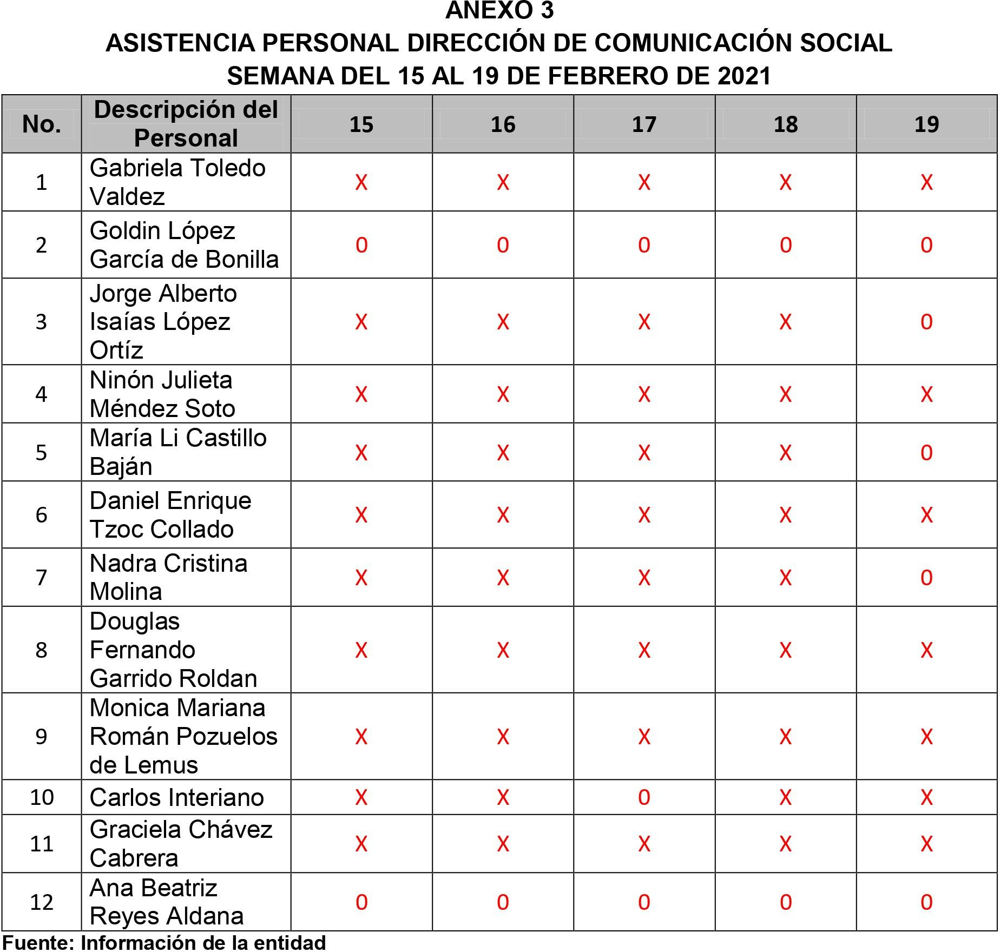 ANEXO 3
ASISTENCIA PERSONAL DIRECCIÓN DE COMUNICACIÓN SOCIAL
SEMANA DEL 15 AL 19 DE FEBRERO DE 2021
No. Descripción del Personal 15 16 17 18 19
1 Gabriela Toledo Valdez X X X X X
2 Goldin López García de Bonilla 0 0 0 0 0
3 Jorge Alberto Isaías López Ortíz X X X X 0
4 Ninón Julieta Méndez Soto X X X X X
5 María Li Castillo Baján X X X X 0
6 Daniel Enrique Tzoc Collado X X X X X
7 Nadra Cristina Molina X X X X 0
8 Douglas Fernando Garrido Roldan X X X X X
9 Monica Mariana Román Pozuelos de Lemus X X X X X
10 Carlos Interiano X X 0 X X
11 Graciela Chávez Cabrera X X X X X
12 Ana Beatriz Reyes Aldana 0 0 0 0 0
Fuente: Información de la entidad